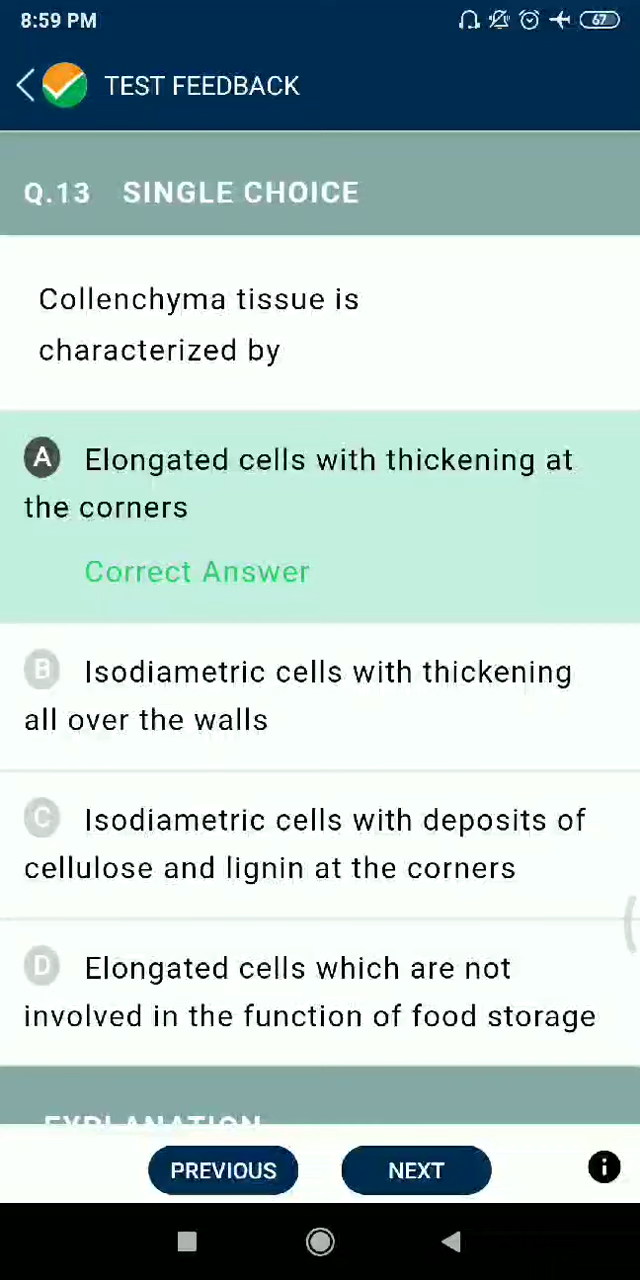 8:59 PM
67
TEST FEEDBACK
Q.13 SINGLE CHOICE
Collenchyma tissue is
characterized by
A Elongated cells with thickening at
the corners
Correct Answer
B Isodiametric cells with thickening
all over the walls
C Isodiametric cells with deposits of
cellulose and lignin at the corners
D Elongated cells which are not
involved in the function of food storage
EXPLANATION
PREVIOUS NEXT i